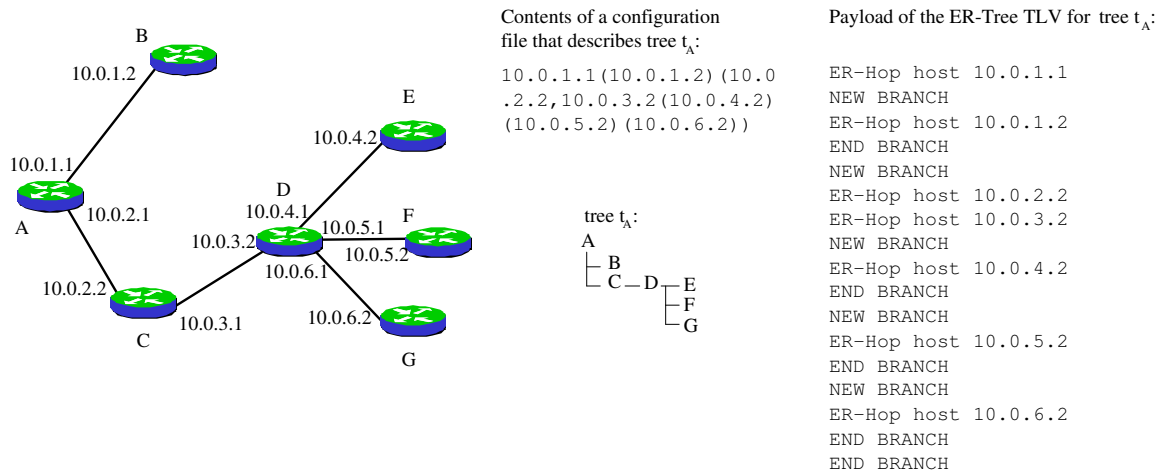 B
10.0.1.2
10.0.1.1
A
10.0.2.1
10.0.2.2
C
10.0.3.1
D
10.0.4.1
10.0.3.2
10.0.5.1
10.0.6.1
E
10.0.4.2
F
10.0.5.2
10.0.6.2
G
Contents of a configuration
file that describes tree tA:
10.0.1.1(10.0.1.2)(10.0
.2.2,10.0.3.2(10.0.4.2)
(10.0.5.2)(10.0.6.2))
tree tA:
A
B
C D E
F
G
Payload of the ER-Tree TLV for tree tA:
ER-Hop host 10.0.1.1
NEW BRANCH
ER-Hop host 10.0.1.2
END BRANCH
NEW BRANCH
ER-Hop host 10.0.2.2
ER-Hop host 10.0.3.2
NEW BRANCH
ER-Hop host 10.0.4.2
END BRANCH
NEW BRANCH
ER-Hop host 10.0.5.2
END BRANCH
NEW BRANCH
ER-Hop host 10.0.6.2
END BRANCH
END BRANCH